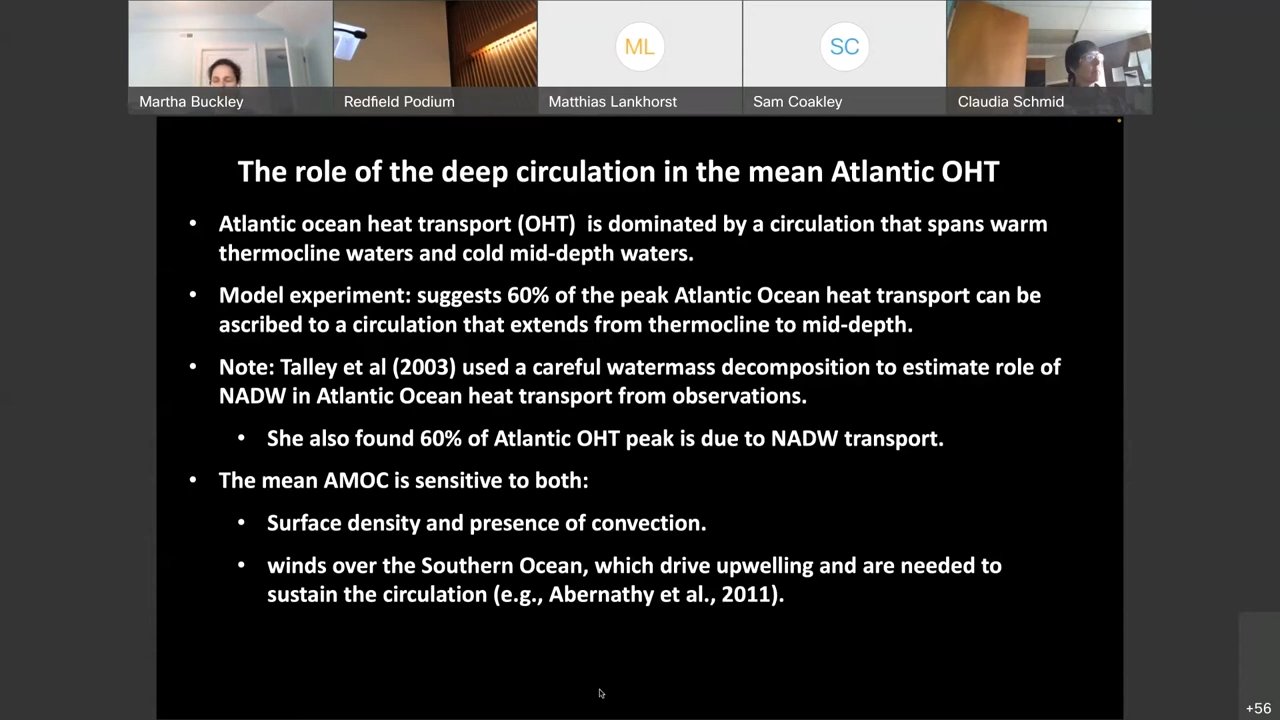 ML
SC
Martha Buckley
Redfield Podium
Matthias Lankhorst
Sam Coakley
Claudia Schmid
The role of the deep circulation in the mean Atlantic OHT
• Atlantic ocean heat transport (OHT) is dominated by a circulation that spans warm
thermocline waters and cold mid-depth waters.
• Model experiment: suggests 60% of the peak Atlantic Ocean heat transport can be
ascribed to a circulation that extends from thermocline to mid-depth.
• Note: Talley et al (2003) used a careful watermass decomposition to estimate role of
NADW in Atlantic Ocean heat transport from observations.
• She also found 60% of Atlantic OHT peak is due to NADW transport.
• The mean AMOC is sensitive to both:
• Surface density and presence of convection.
• winds over the Southern Ocean, which drive upwelling and are needed to
sustain the circulation (e.g., Abernathy et al., 2011).
+56